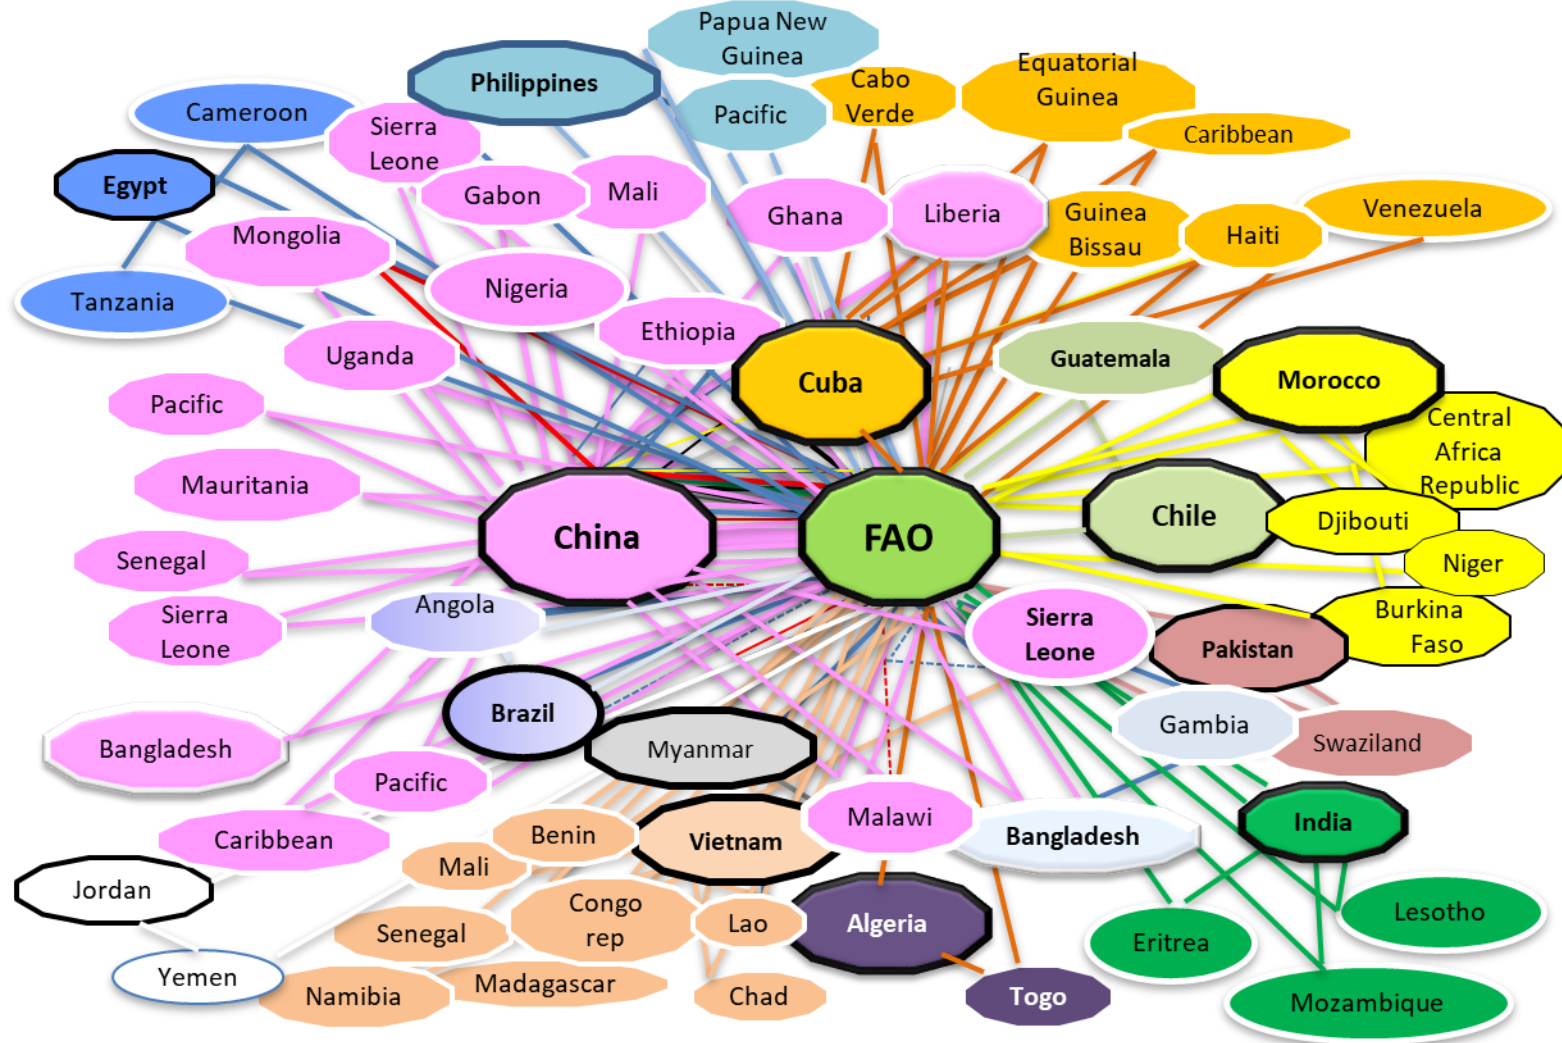 Papua New
Guinea
Philippines
Cabo
Verde
Equatorial
Guinea
Cameroon
Sierra
Leone
Pacific
Caribbean
Egypt
Gabon
Mali
Ghana
Liberia
Guinea
Bissau
Haiti
Venezuela
Mongolia
Tanzania
Nigeria
Ethiopia
Uganda
Cuba
Guatemala
Morocco
Pacific
Central
Africa
Republic
Mauritania
China
FAO
Chile
Djibouti
Senegal
Niger
Angola
Sierra
Leone
Sierra
Leone
Pakistan
Burkina
Faso
Brazil
Gambia
Swaziland
Bangladesh
Myanmar
Pacific
Caribbean
Benin
Vietnam
Malawi
Bangladesh
India
Jordan
Mali
Congo
rep
Senegal
Lao
Algeria
Eritrea
Lesotho
Yemen
Namibia
Madagascar
Chad
Togo
Mozambique